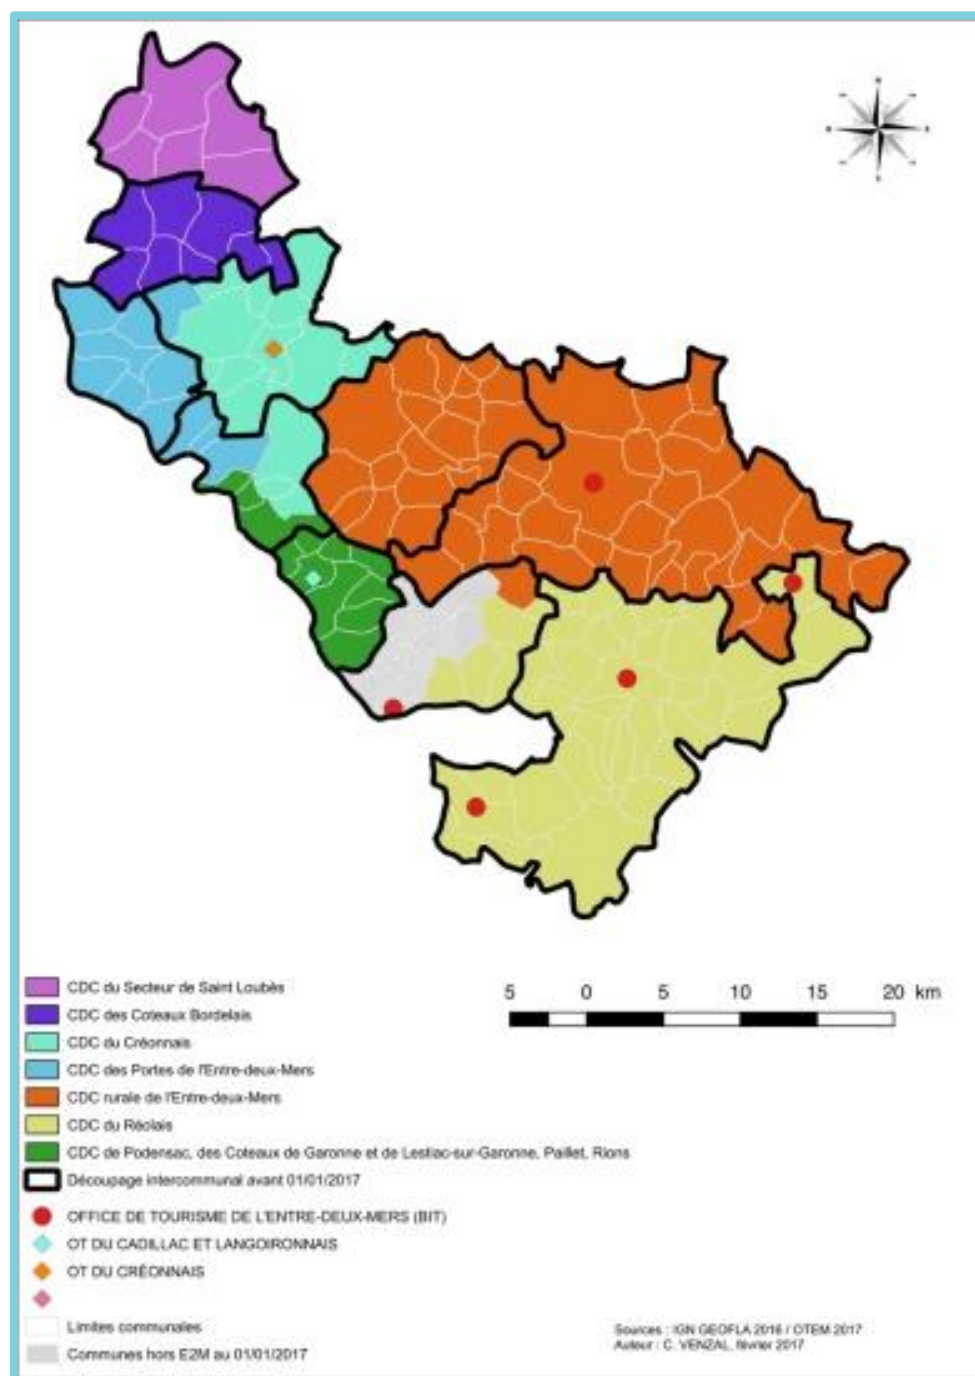 CDC du Secteur de Saint Loubès
5 0 5 10 15 20 km
CDC des Coteaux Bordelais
CDC du Créonnais
CDC des Portes de l'Entre-deux-Mers
CDC rurale de l'Entre-deux-Mers
CDC du Réolais
CDC de Podensac, des Coteaux de Garonne et de Lestiac-sur-Garonne, Paillet, Rions
Découpage intercommunal avant 01/01/2017
OFFICE DE TOURISME DE L'ENTRE-DEUX-MERS (BIT)
OT DU CADILLAC ET LANGOIRONNAIS
OT DU CRÉONNAIS
Limites communales
Communes hors E2M au 01/01/2017
Sources : IGN GEOFLA 2016 / OTEM 2017
Auteur : C. VENZAL, février 2017